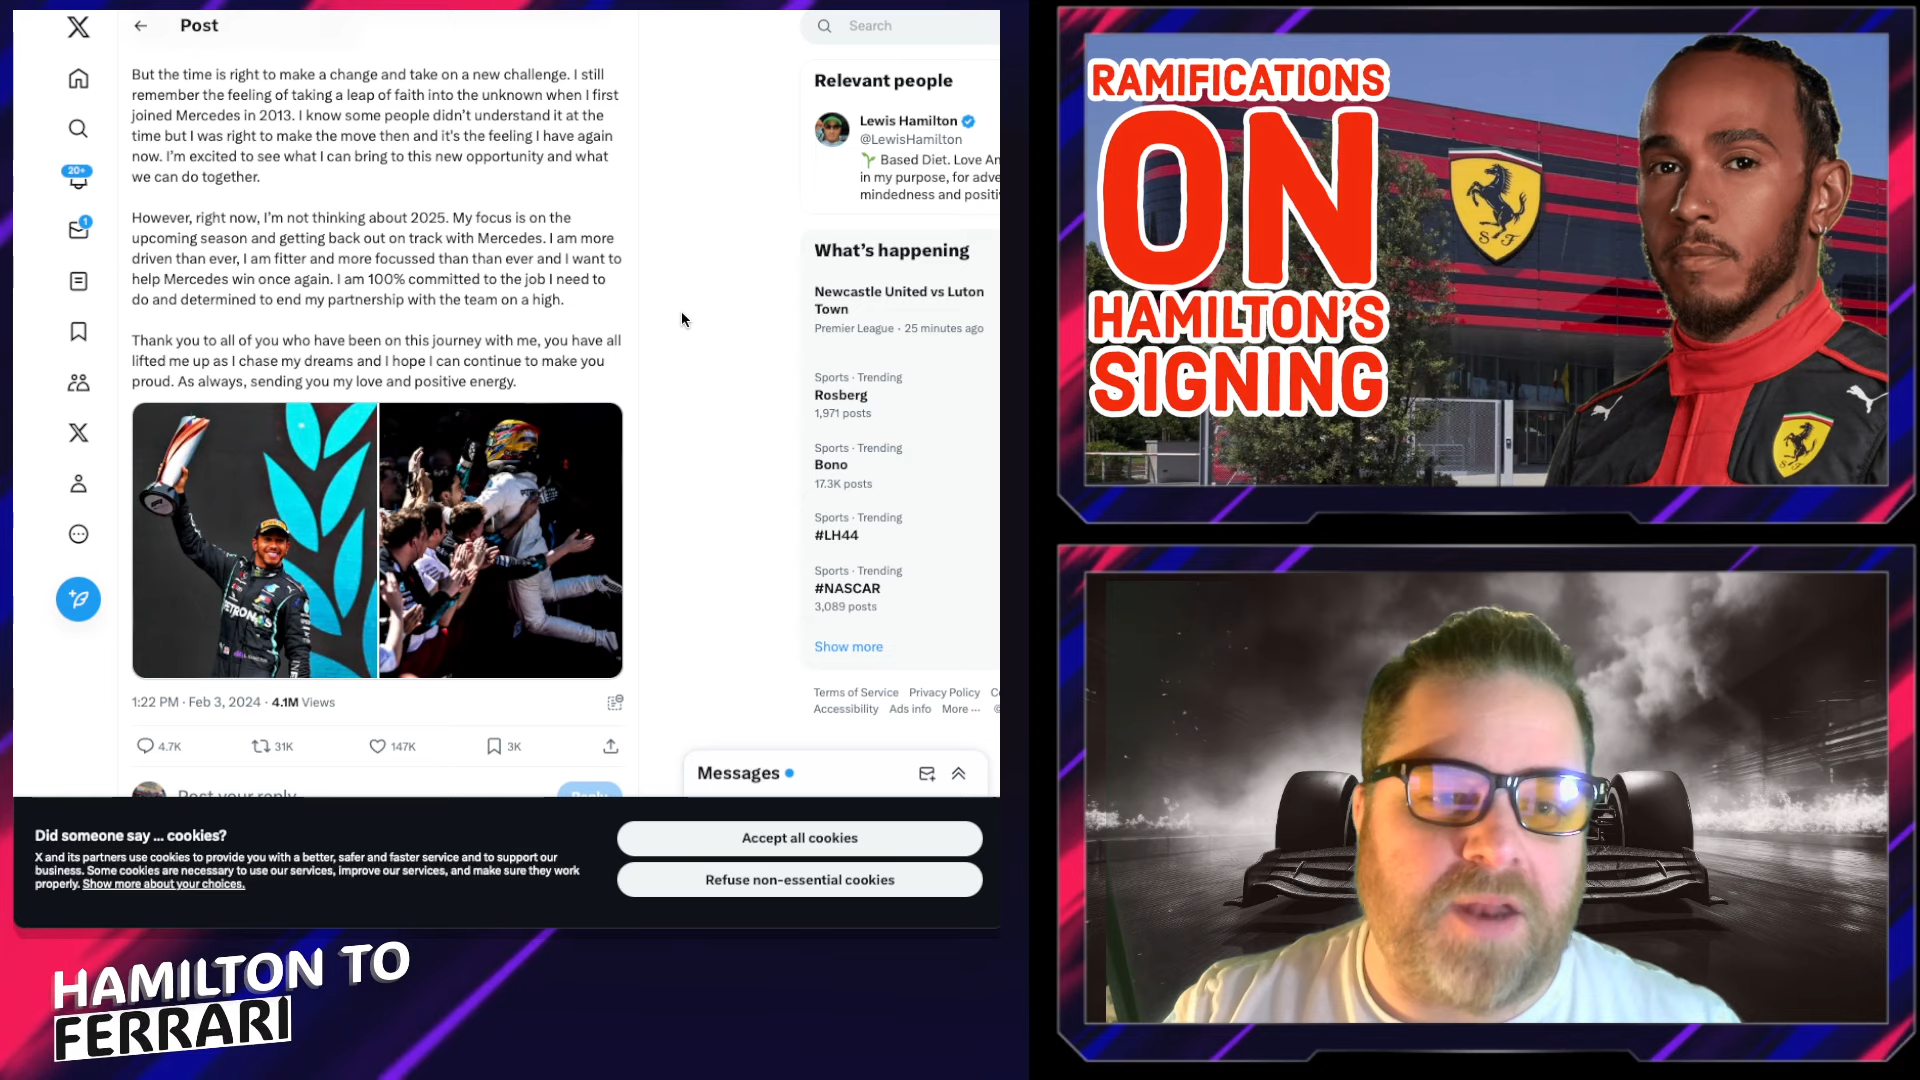 Post
But the time is right to make a change and take on a new challenge. I still
remember the feeling of taking a leap of faith into the unknown when I first
joined Mercedes in 2013. I know some people didn't understand it at the
time but I was right to make the move then and it's the feeling I have again
now. I'm excited to see what I can bring to this new opportunity and what
we can do together.
However, right now, I'm not thinking about 2025. My focus is on the
upcoming season and getting back out on track with Mercedes. I am more
driven than ever, I am fitter and more focussed than than ever and I want to
help Mercedes win once again. I am 100% committed to the job I need to
do and determined to end my partnership with the team on a high.
Thank you to all of you who have been on this journey with me, you have all
lifted me up as I chase my dreams and I hope I can continue to make you
proud. As always, sending you my love and positive energy.
PETRONAS
1:22 PM · Feb 3, 2024 · 4.1M Views
4.7K
31K
147K
3K
Post your reply
Reply
20+
1
Search
Relevant people
Lewis Hamilton
@LewisHamilton
Based Diet. Love An
in my purpose, for adve
mindedness and positi
What's happening
Newcastle United vs Luton
Town
Premier League · 25 minutes ago
Sports · Trending
Rosberg
1,971 posts
Sports · Trending
Bono
17.3K posts
Sports · Trending
#LH44
Sports · Trending
#NASCAR
3,089 posts
Show more
Terms of Service Privacy Policy C
Accessibility Ads info More ··· ©
Messages
Did someone say … cookies?
X and its partners use cookies to provide you with a better, safer and faster service and to support our
business. Some cookies are necessary to use our services, improve our services, and make sure they work
properly. Show more about your choices.
Accept all cookies
Refuse non-essential cookies
HAMILTON TO
FERRARI
RAMIFICATIONS
ON
HAMILTON'S
SIGNING
S F
S F